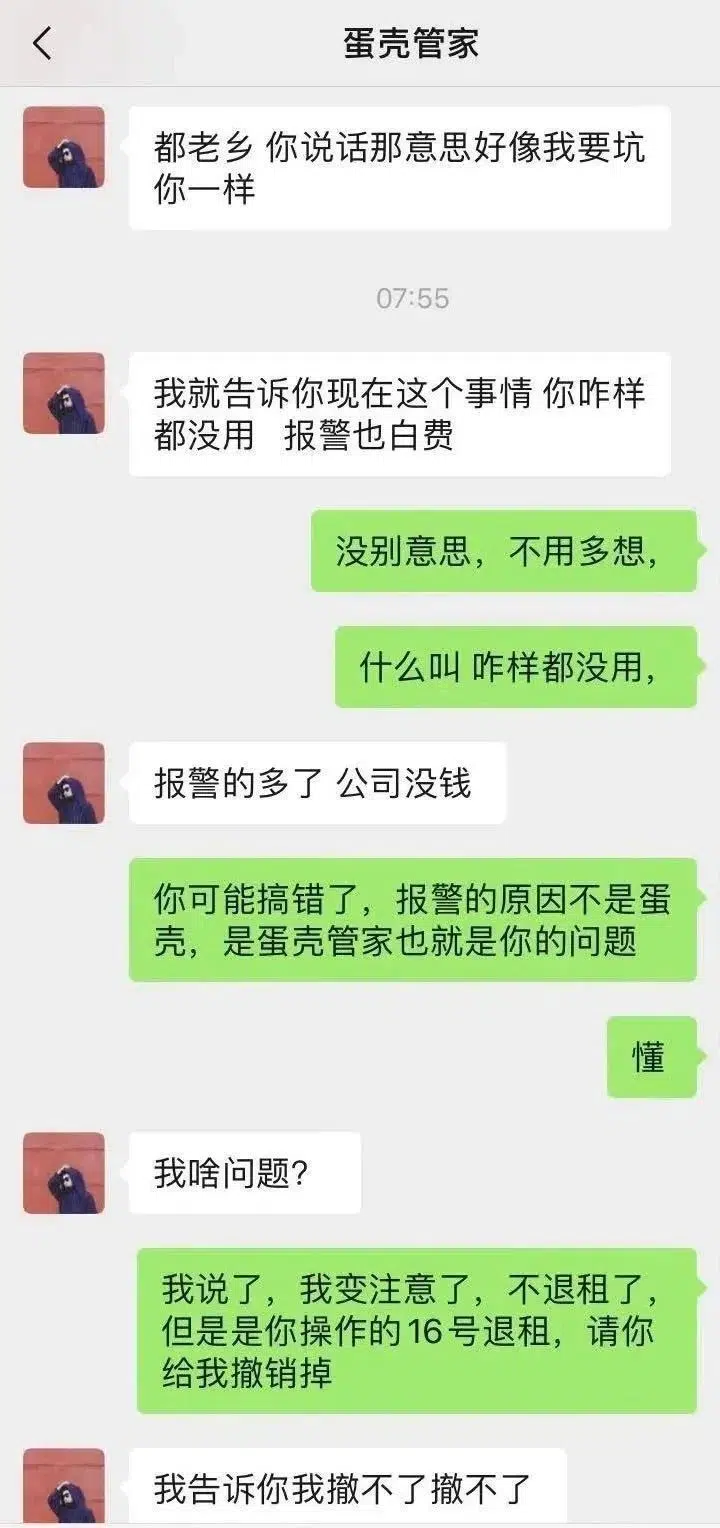 蛋壳管家
都老乡 你说话那意思好像我要坑
你一样
07:55
我就告诉你现在这个事情 你咋样
都没用 报警也白费
没别意思，不用多想，
什么叫 咋样都没用，
报警的多了 公司没钱
你可能搞错了，报警的原因不是蛋
壳，是蛋壳管家也就是你的问题
懂
我啥问题？
我说了，我变注意了，不退租了，
但是是你操作的16号退租，请你
给我撤销掉
我告诉你我撤不了撤不了